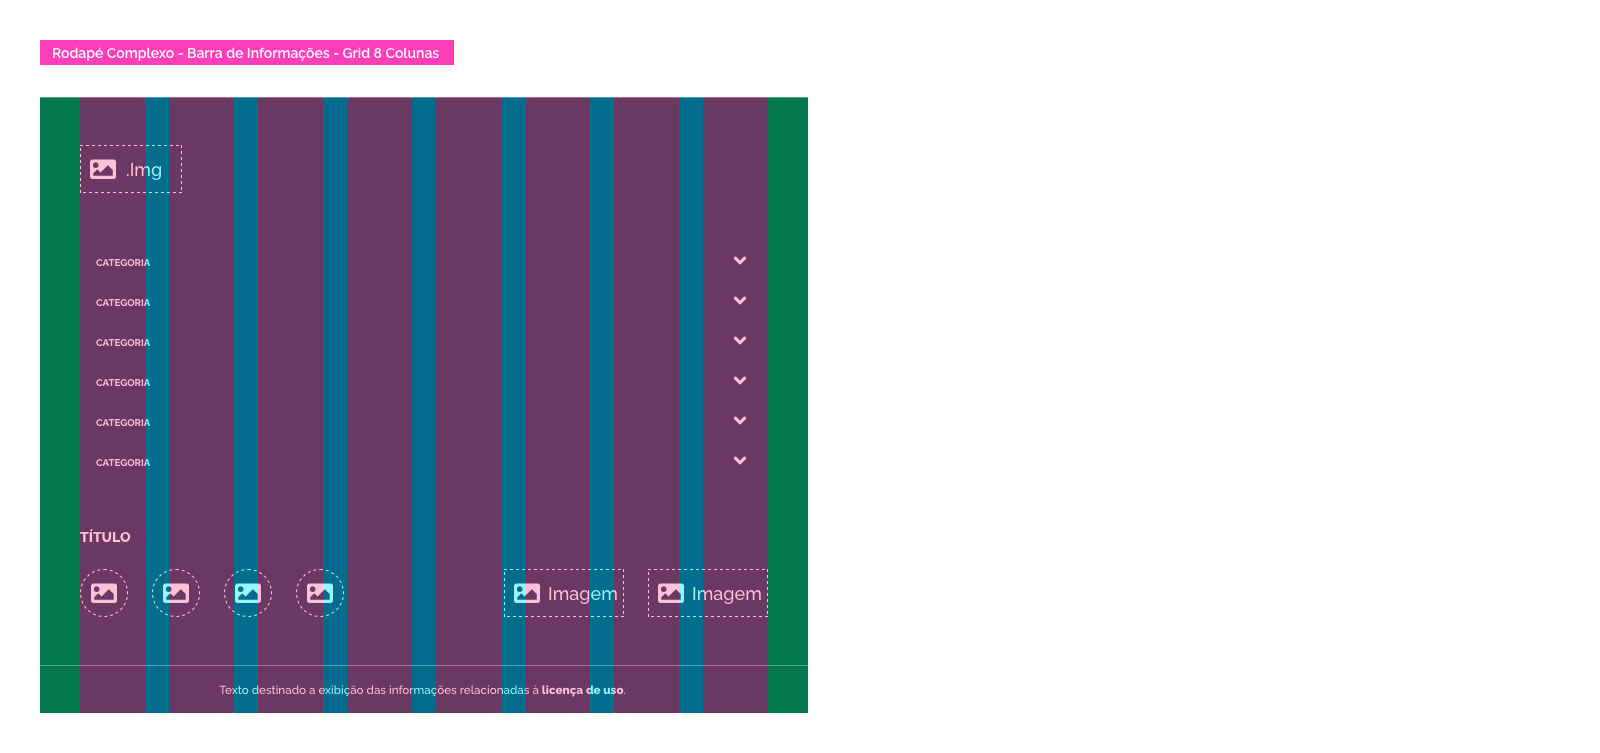 Rodapé Complexo - Barra de Informações - Grid 8 Colunas
.Img
CATEGORIA
CATEGORIA
CATEGORIA
CATEGORIA
CATEGORIA
CATEGORIA
TÍTULO
Imagem Imagem
Texto destinado a exibição das informações relacionadas à licença de uso.